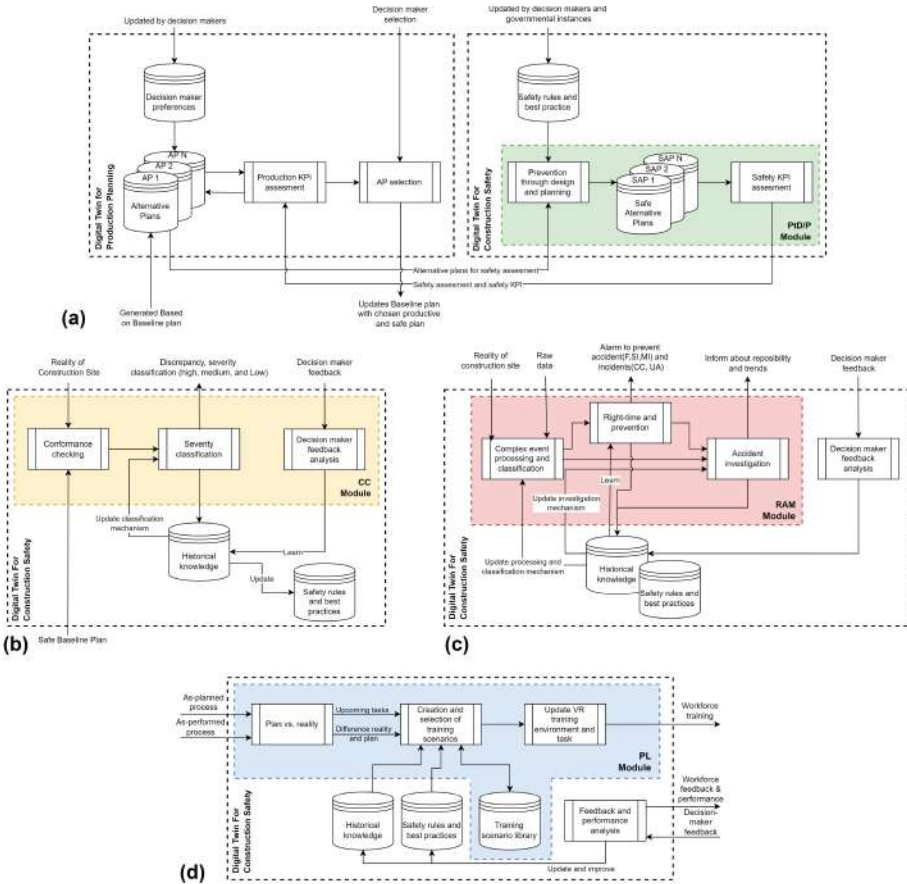 Updated by decision makers
Decision maker
selection
Updated by decision makers and
governmental instances
Decision maker
preferences
Safety rules and
best practice
AP N
AP 2
AP 1
Alternative
Plans
Production KPI
assesment
AP selection
Digital Twin for
Production Planning
Prevention
through design
and planning
SAP N
SAP 2
SAP 1
Safe
Alternative
Plans
Safety KPI
assesment
PtD/P
Module
Digital Twin For
Construction Safety
Alternative plans for safety assesment
Safety assesment and safety KPI
(a)
Generated Based
on Baseline plan
Updates Baseline plan
with chosen productive
and safe plan
Reality of
Construction Site
Discrepancy, severity
classification (high, medium, and Low)
Decision maker
feedback
Conformance
checking
Severity
classification
Decision maker
feedback analysis
CC
Module
Update classification
mechanism
Historical
knowledge
Learn
Update
Safety rules
and best
practices
Digital Twin For
Construction Safety
(b)
Safe Baseline Plan
Reality of
construction site
Raw
data
Alarm to prevent
accident(F,SI,MI) and
incidents(CC, UA)
Inform about reposibility
and trends
Decision maker
feedback
Right-time and
prevention
Complex event
processing and
classification
Accident
investigation
Decision maker
feedback
analysis
Learn
Update investigation
mechanism
RAM
Module
Update processing and
classification mechanism
Historical
knowledge
Safety rules and
best practices
Digital Twin For
Construction Safety
(c)
As-planned
process
As-performed
process
Plan vs. reality
Upcoming tasks
Difference reality
and plan
Creation and
selection of
training
scenarios
Update VR
training
environment and
task
Workforce
training
PL
Module
Historical
knowledge
Safety rules and
best practices
Training
scenario library
Feedback and
performance
analysis
Workforce
feedback &
performance
Decision-
maker
feedback
Update and improve
Digital Twin For
Construction Safety
(d)